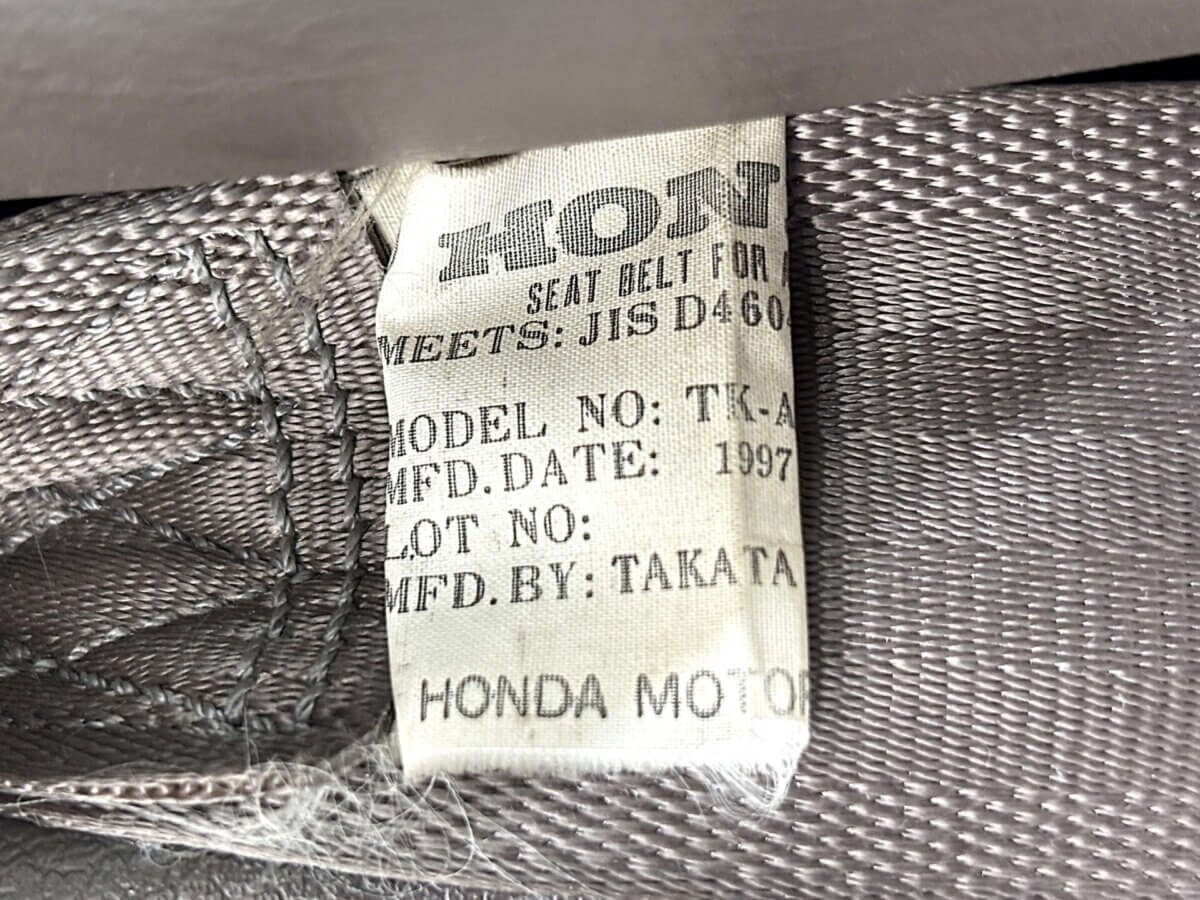 HON
SEAT BELT FOR
MEETS: JIS D460
MODEL NO: TK-A
MFD.DATE: 1997
LOT NO:
MFD.BY: TAKATA
HONDA MOTOR